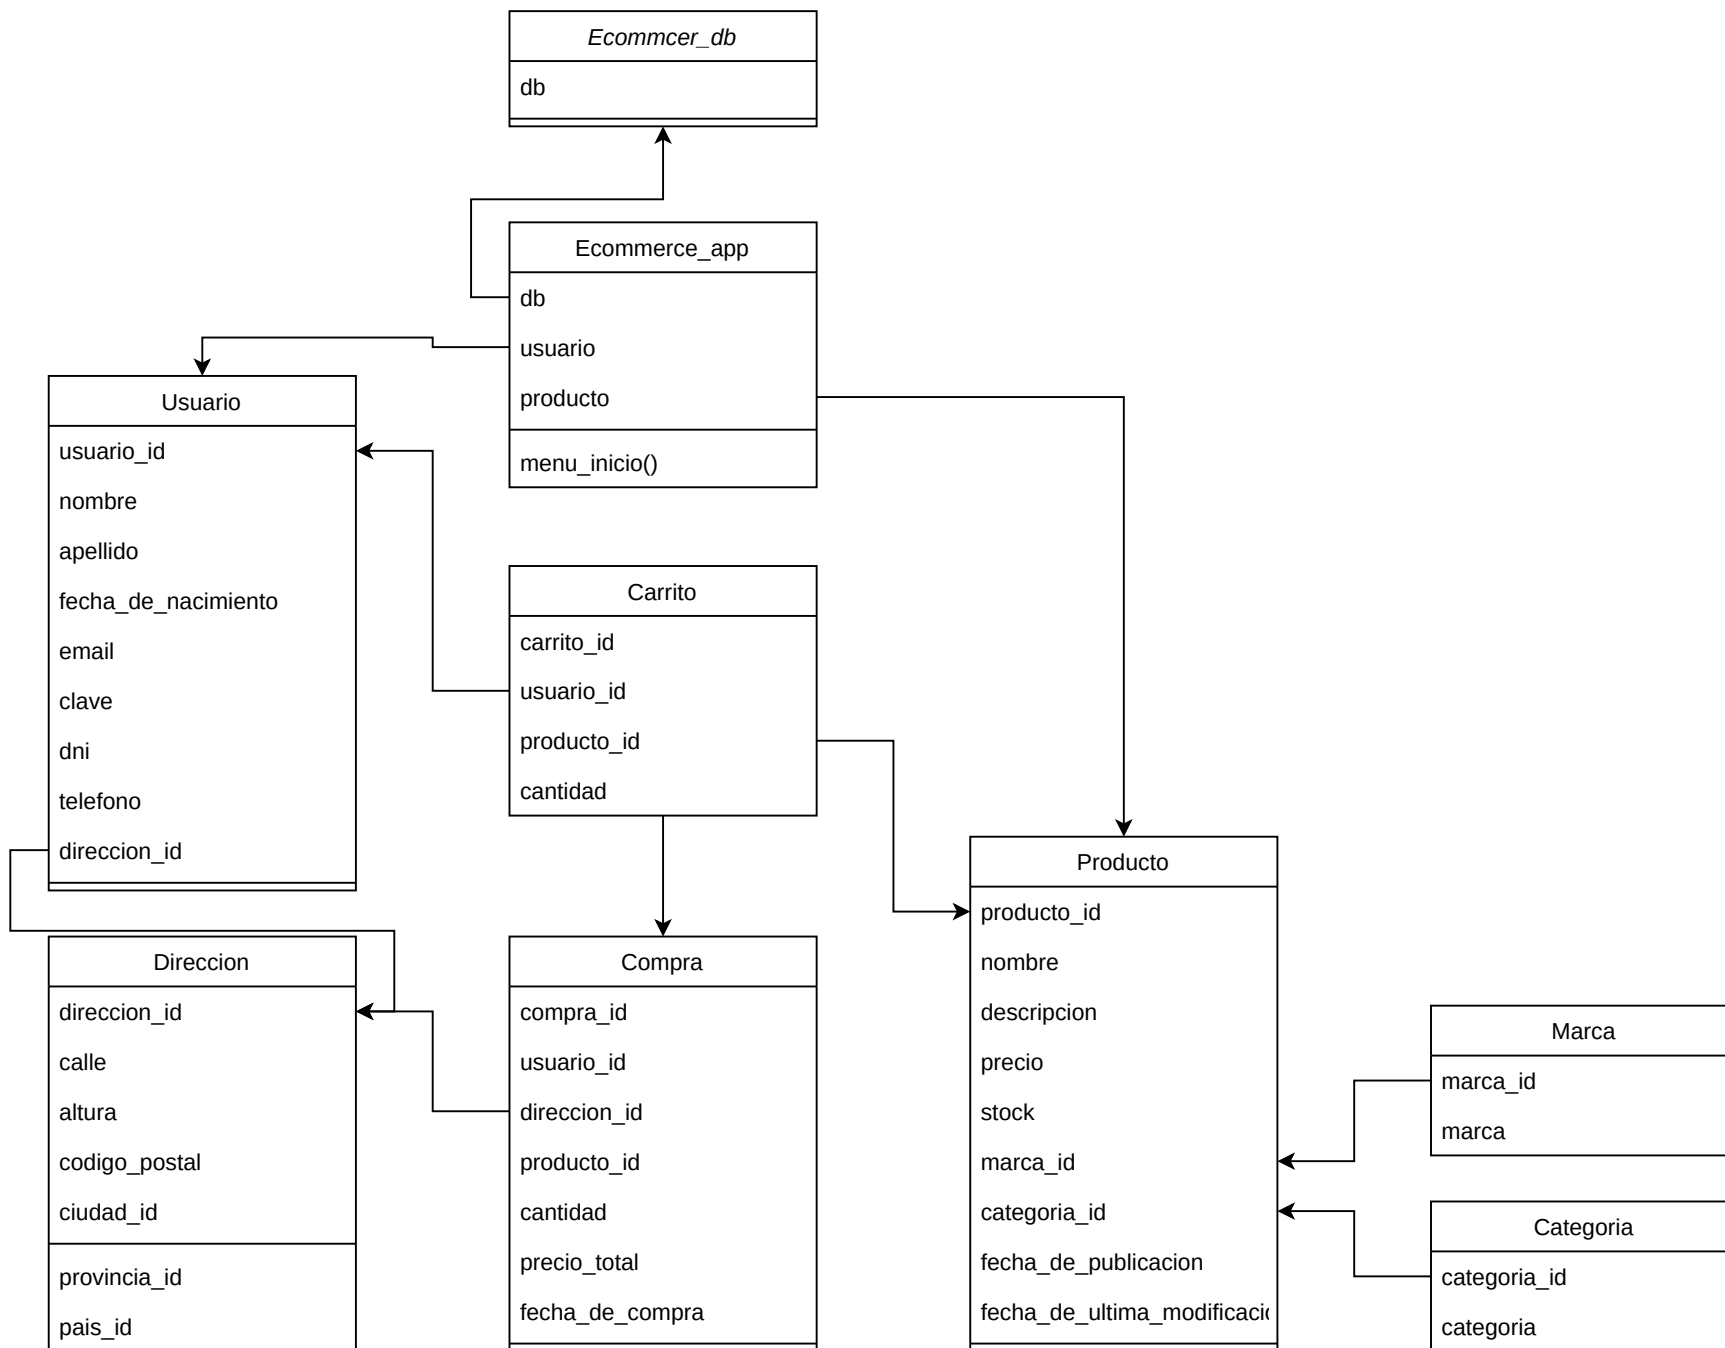 Ecommcer_db
db
Ecommerce_app
db
usuario
producto
menu_inicio()
Usuario
usuario_id
nombre
apellido
fecha_de_nacimiento
email
clave
dni
telefono
direccion_id
Carrito
carrito_id
usuario_id
producto_id
cantidad
Direccion
direccion_id
calle
altura
codigo_postal
ciudad_id
provincia_id
pais_id
Compra
compra_id
usuario_id
direccion_id
producto_id
cantidad
precio_total
fecha_de_compra
Producto
producto_id
nombre
descripcion
precio
stock
marca_id
categoria_id
fecha_de_publicacion
fecha_de_ultima_modificaci
Marca
marca_id
marca
Categoria
categoria_id
categoria